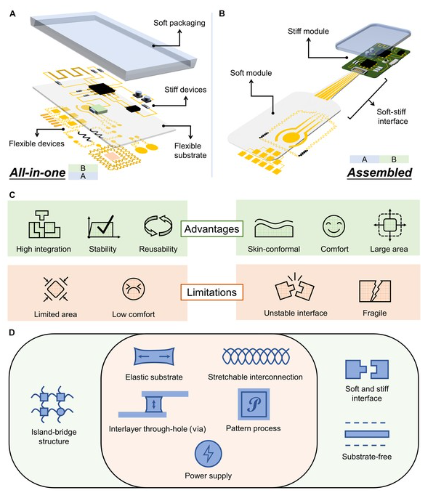 A
Soft packaging
Stiff devices
Flexible devices
Flexible
substrate
All-in-one
B
A
B
Stiff module
Soft module
Soft-stiff
interface
A B
Assembled
C
Advantages
High integration
Stability
Reusability
Skin-conformal
Comfort
Large area
Limitations
Limited area
Low comfort
Unstable interface
Fragile
D
Island-bridge
structure
Elastic substrate
Stretchable interconnection
Interlayer through-hole (via)
Pattern process
P
Power supply
Soft and stiff
interface
Substrate-free